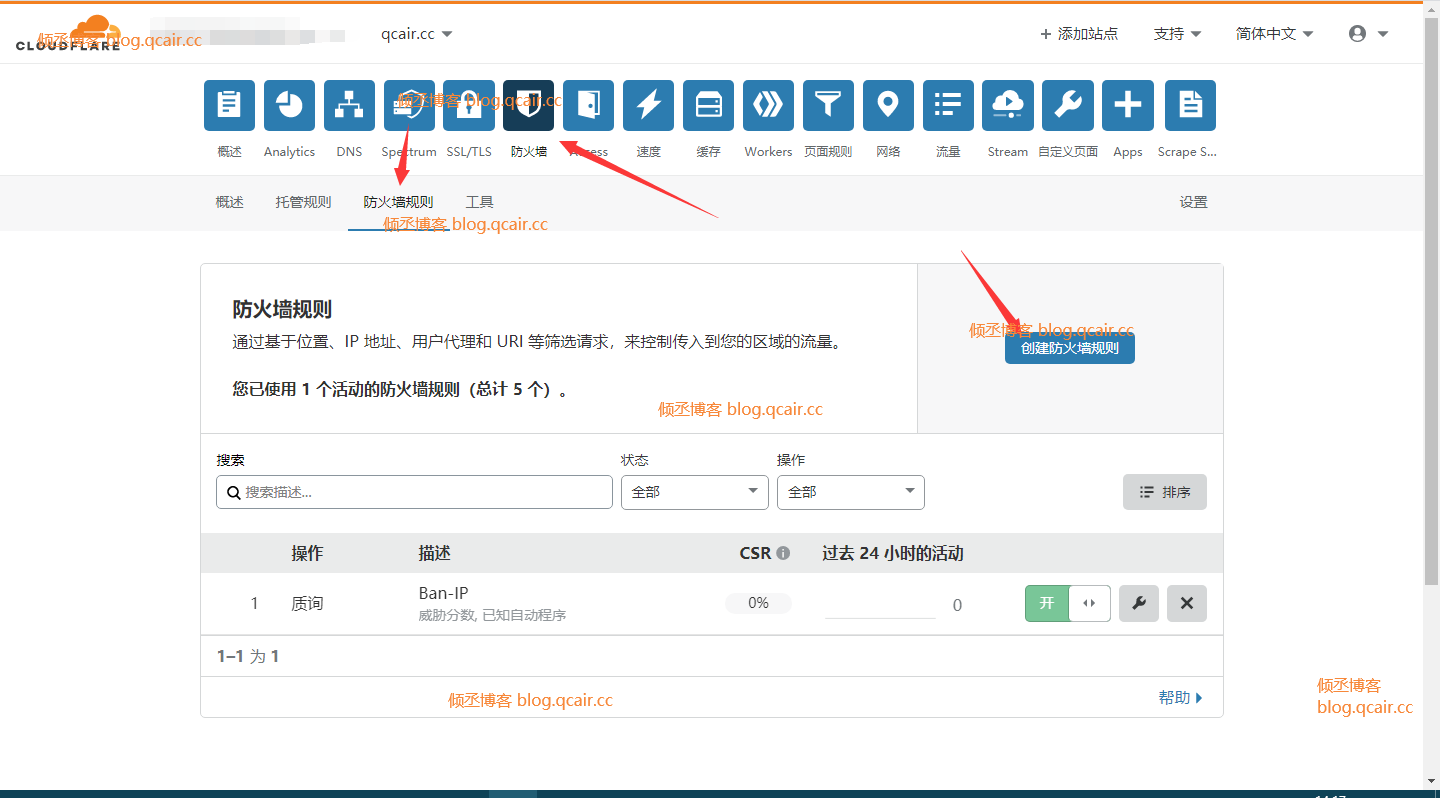 CLOUDFLARE
倾丞博客 blog.qcair.cc
qcair.cc
+ 添加站点
支持
简体中文
倾丞博客 blog.qcair.cc
概述
Analytics
DNS
Spectrum
SSL/TLS
防火墙
Access
速度
缓存
Workers
页面规则
网络
流量
Stream
自定义页面
Apps
Scrape S...
概述
托管规则
防火墙规则
工具
设置
倾丞博客 blog.qcair.cc
防火墙规则
通过基于位置、IP 地址、用户代理和 URI 等筛选请求，来控制传入到您的区域的流量。
您已使用 1 个活动的防火墙规则（总计 5 个）。
倾丞博客 blog.qcair.cc
创建防火墙规则
倾丞博客 blog.qcair.cc
搜索
状态
操作
搜索描述...
全部
全部
排序
操作
描述
CSR
过去 24 小时的活动
1
质询
Ban-IP
威胁分数, 已知自动程序
0%
0
开
1–1 为 1
倾丞博客 blog.qcair.cc
帮助
倾丞博客
blog.qcair.cc